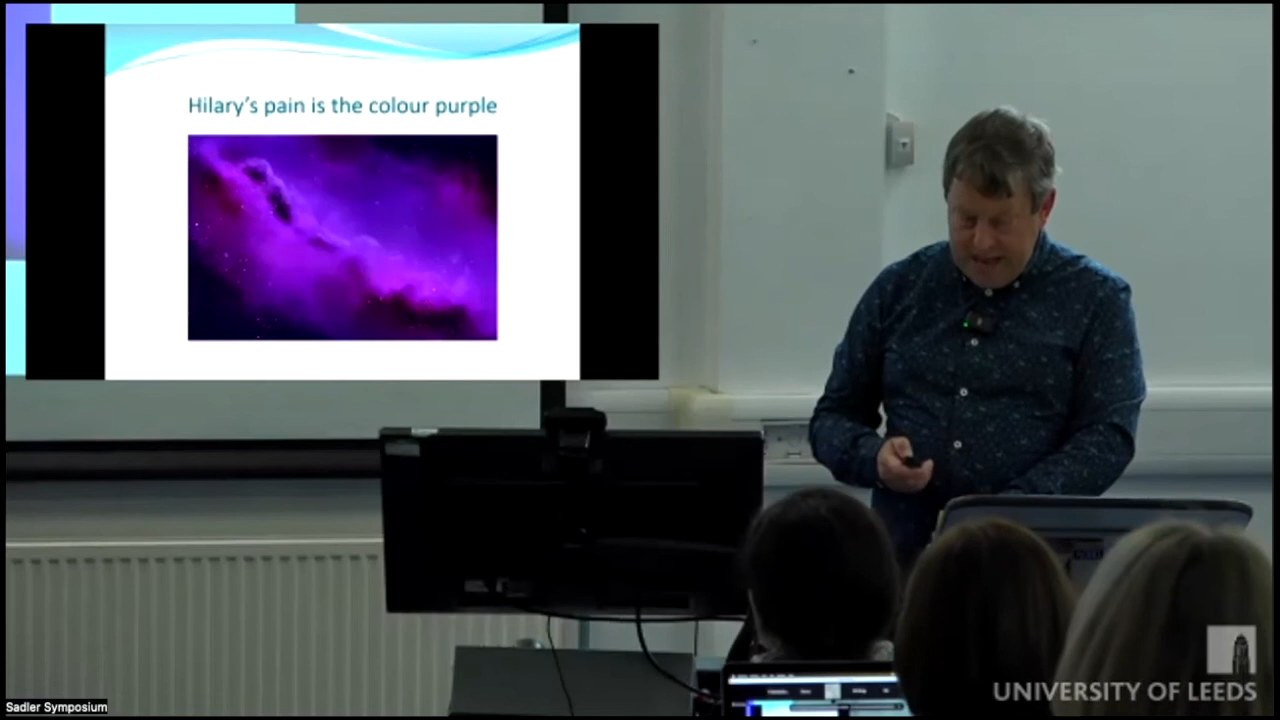 Hilary's pain is the colour purple
UNIVERSITY OF LEEDS
Sadler Symposium